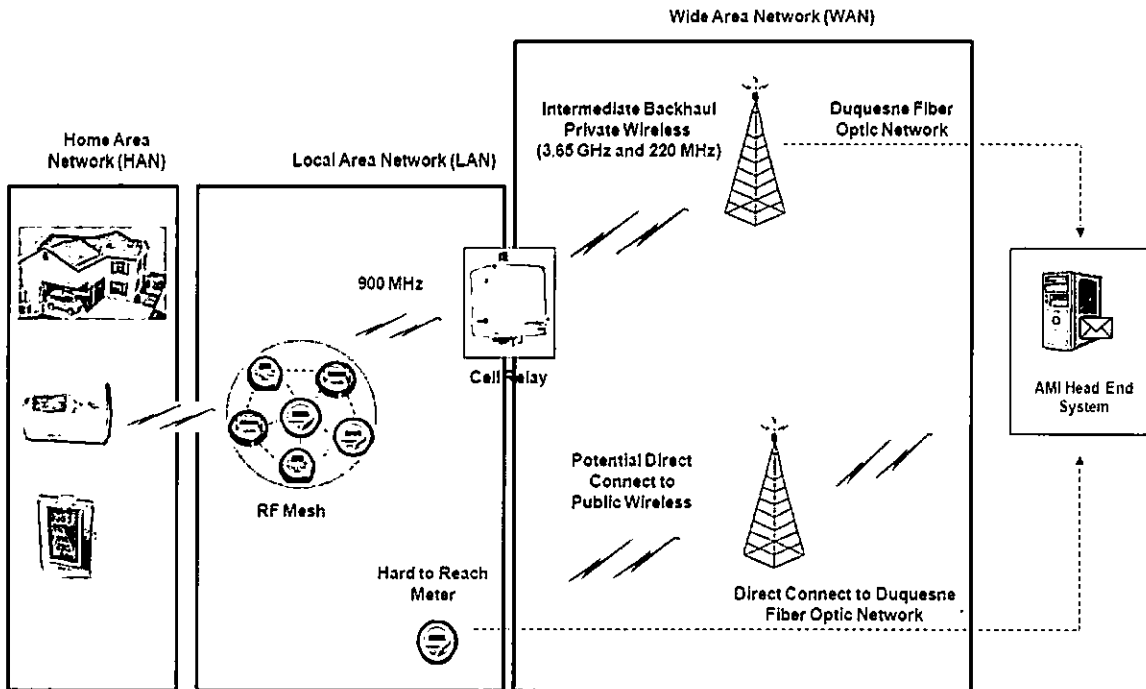 Wide Area Network (WAN)
Home Area
Network (HAN)
Local Area Network (LAN)
Intermediate Backhaul
Private Wireless
(3.65 GHz and 220 MHz)
Duquesne Fiber
Optic Network
900 MHz
Cell Relay
RF Mesh
Hard to Reach
Meter
Potential Direct
Connect to
Public Wireless
Direct Connect to Duquesne
Fiber Optic Network
AMI Head End
System